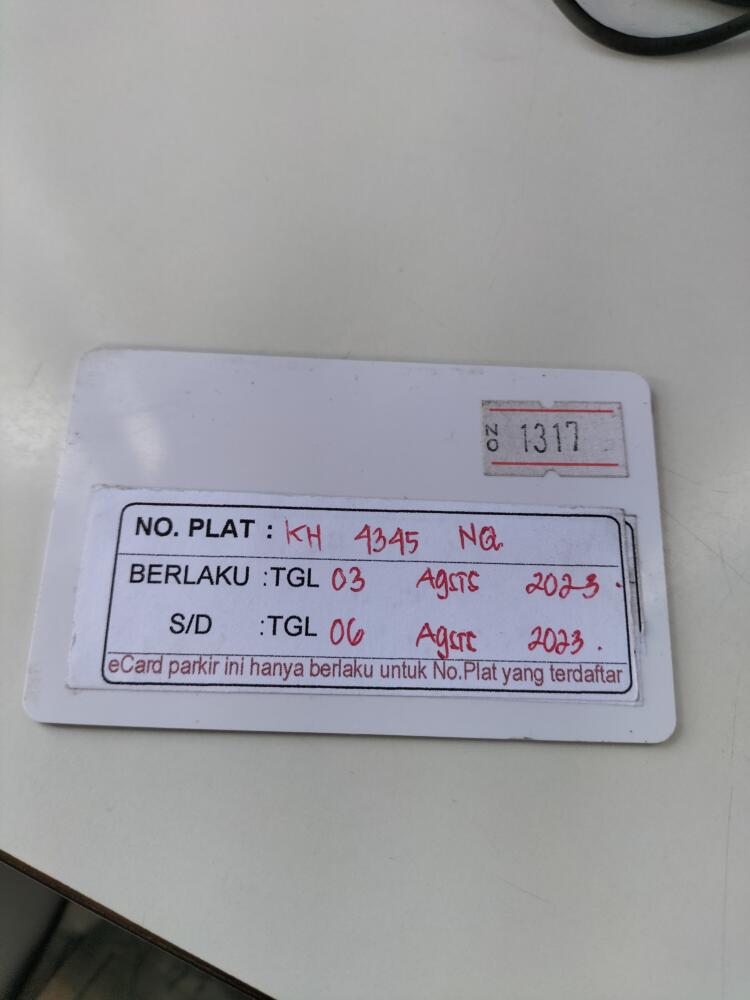 NO 1317
NO. PLAT : KH 4345 NQ
BERLAKU :TGL 03 Agsts 2023.
S/D :TGL 06 Agsts 2023.
eCard parkir ini hanya berlaku untuk No.Plat yang terdaftar